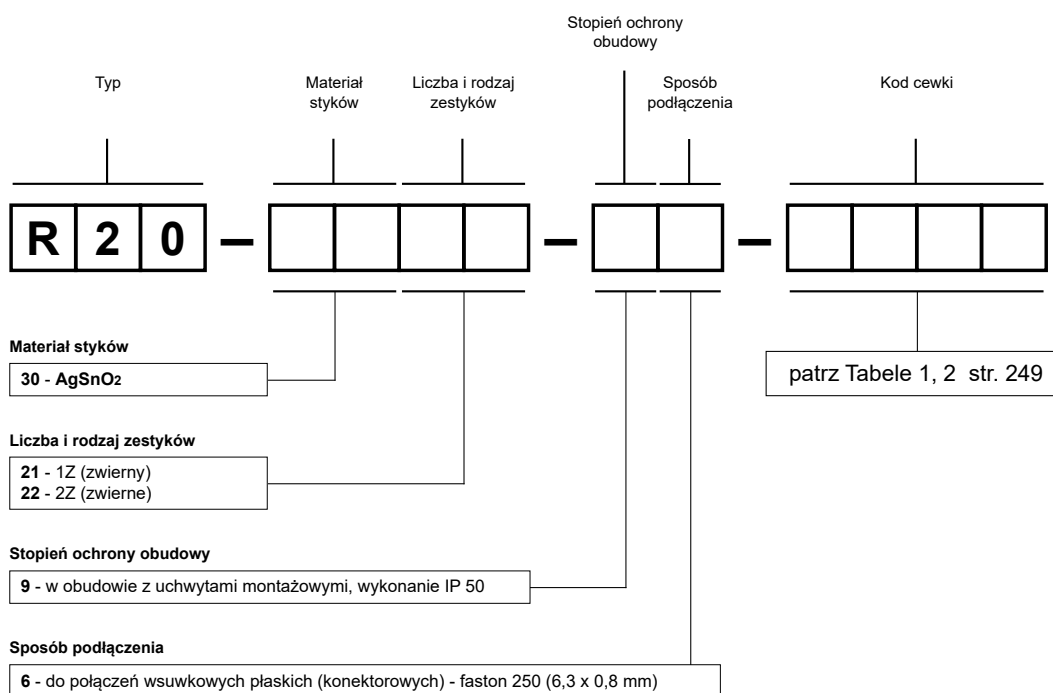 Stopień ochrony
obudowy
Typ
Materiał
styków
Liczba i rodzaj
zestyków
Sposób
podłączenia
Kod cewki
R 2 0 – – –
Materiał styków
30 - AgSnO2
patrz Tabele 1, 2 str. 249
Liczba i rodzaj zestyków
21 - 1Z (zwierny)
22 - 2Z (zwierne)
Stopień ochrony obudowy
9 - w obudowie z uchwytami montażowymi, wykonanie IP 50
Sposób podłączenia
6 - do połączeń wsuwkowych płaskich (konektorowych) - faston 250 (6,3 x 0,8 mm)